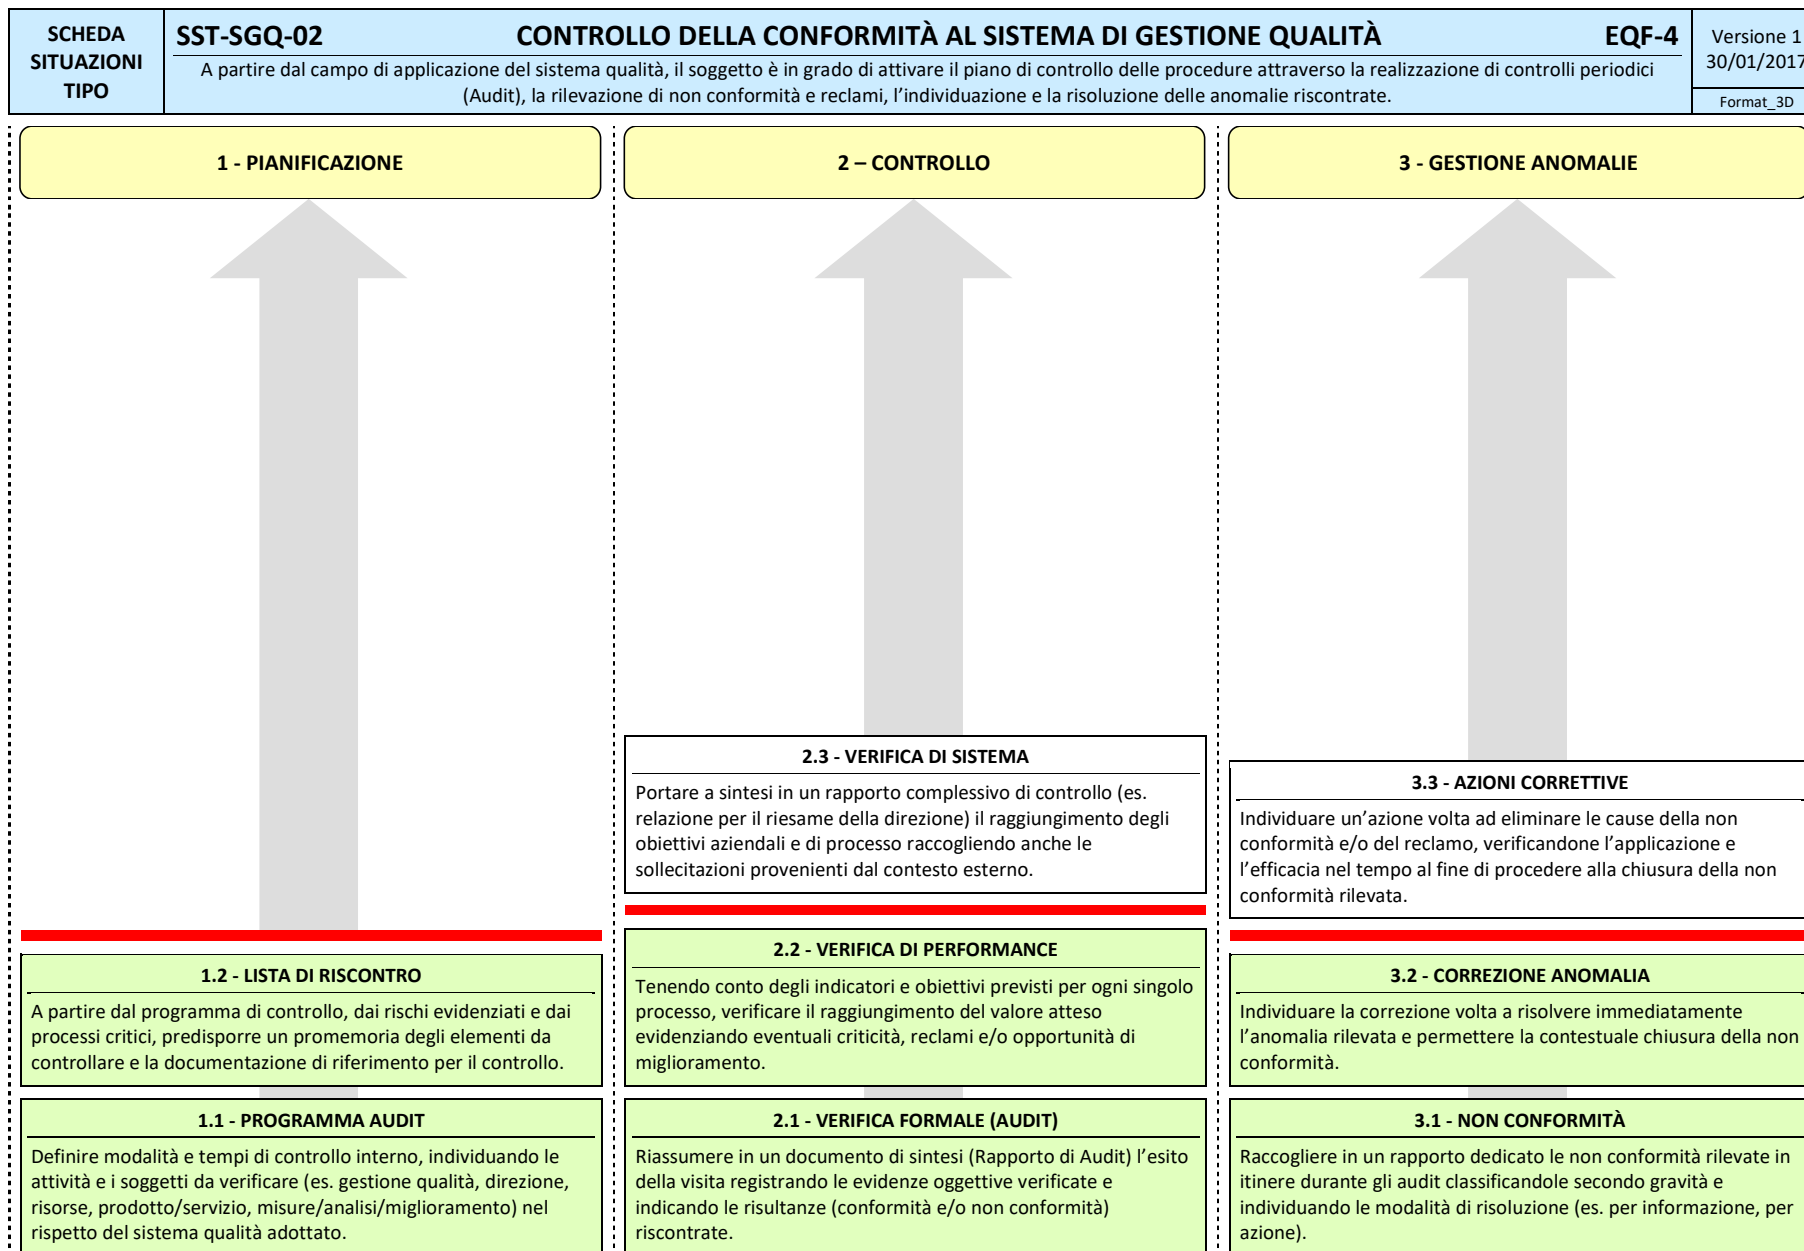 SCHEDA
SITUAZIONI
TIPO
SST-SGQ-02 CONTROLLO DELLA CONFORMITÀ AL SISTEMA DI GESTIONE QUALITÀ EQF-4
A partire dal campo di applicazione del sistema qualità, il soggetto è in grado di attivare il piano di controllo delle procedure attraverso la realizzazione di controlli periodici
(Audit), la rilevazione di non conformità e reclami, l’individuazione e la risoluzione delle anomalie riscontrate.
Versione 1
30/01/2017
Format_3D
1 - PIANIFICAZIONE
1.2 - LISTA DI RISCONTRO
A partire dal programma di controllo, dai rischi evidenziati e dai
processi critici, predisporre un promemoria degli elementi da
controllare e la documentazione di riferimento per il controllo.
1.1 - PROGRAMMA AUDIT
Definire modalità e tempi di controllo interno, individuando le
attività e i soggetti da verificare (es. gestione qualità, direzione,
risorse, prodotto/servizio, misure/analisi/miglioramento) nel
rispetto del sistema qualità adottato.
2 – CONTROLLO
2.3 - VERIFICA DI SISTEMA
Portare a sintesi in un rapporto complessivo di controllo (es.
relazione per il riesame della direzione) il raggiungimento degli
obiettivi aziendali e di processo raccogliendo anche le
sollecitazioni provenienti dal contesto esterno.
2.2 - VERIFICA DI PERFORMANCE
Tenendo conto degli indicatori e obiettivi previsti per ogni singolo
processo, verificare il raggiungimento del valore atteso
evidenziando eventuali criticità, reclami e/o opportunità di
miglioramento.
2.1 - VERIFICA FORMALE (AUDIT)
Riassumere in un documento di sintesi (Rapporto di Audit) l’esito
della visita registrando le evidenze oggettive verificate e
indicando le risultanze (conformità e/o non conformità)
riscontrate.
3 - GESTIONE ANOMALIE
3.3 - AZIONI CORRETTIVE
Individuare un’azione volta ad eliminare le cause della non
conformità e/o del reclamo, verificandone l’applicazione e
l’efficacia nel tempo al fine di procedere alla chiusura della non
conformità rilevata.
3.2 - CORREZIONE ANOMALIA
Individuare la correzione volta a risolvere immediatamente
l’anomalia rilevata e permettere la contestuale chiusura della non
conformità.
3.1 - NON CONFORMITÀ
Raccogliere in un rapporto dedicato le non conformità rilevate in
itinere durante gli audit classificandole secondo gravità e
individuando le modalità di risoluzione (es. per informazione, per
azione).